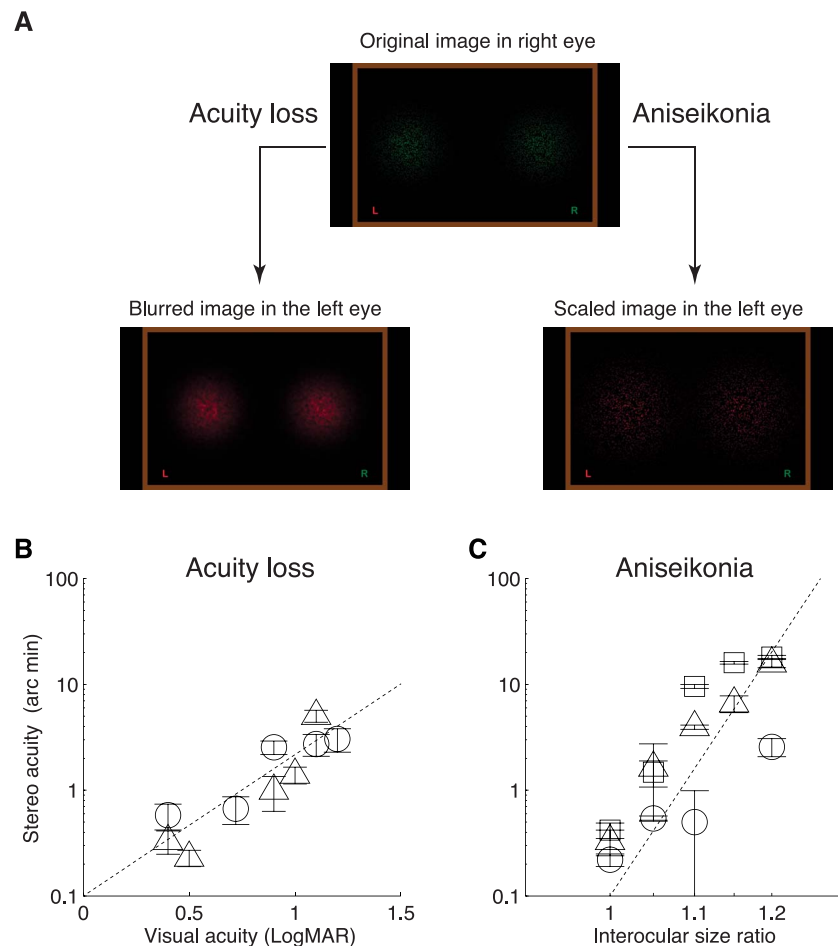 A
Original image in right eye
Acuity loss
Aniseikonia
L R
Blurred image in the left eye
Scaled image in the left eye
L R
L R
B
Acuity loss
100
10
1
0.1
Stereo acuity (arc min)
0 0.5 1 1.5
Visual acuity (LogMAR)
C
Aniseikonia
100
10
1
0.1
1 1.1 1.2
Interocular size ratio